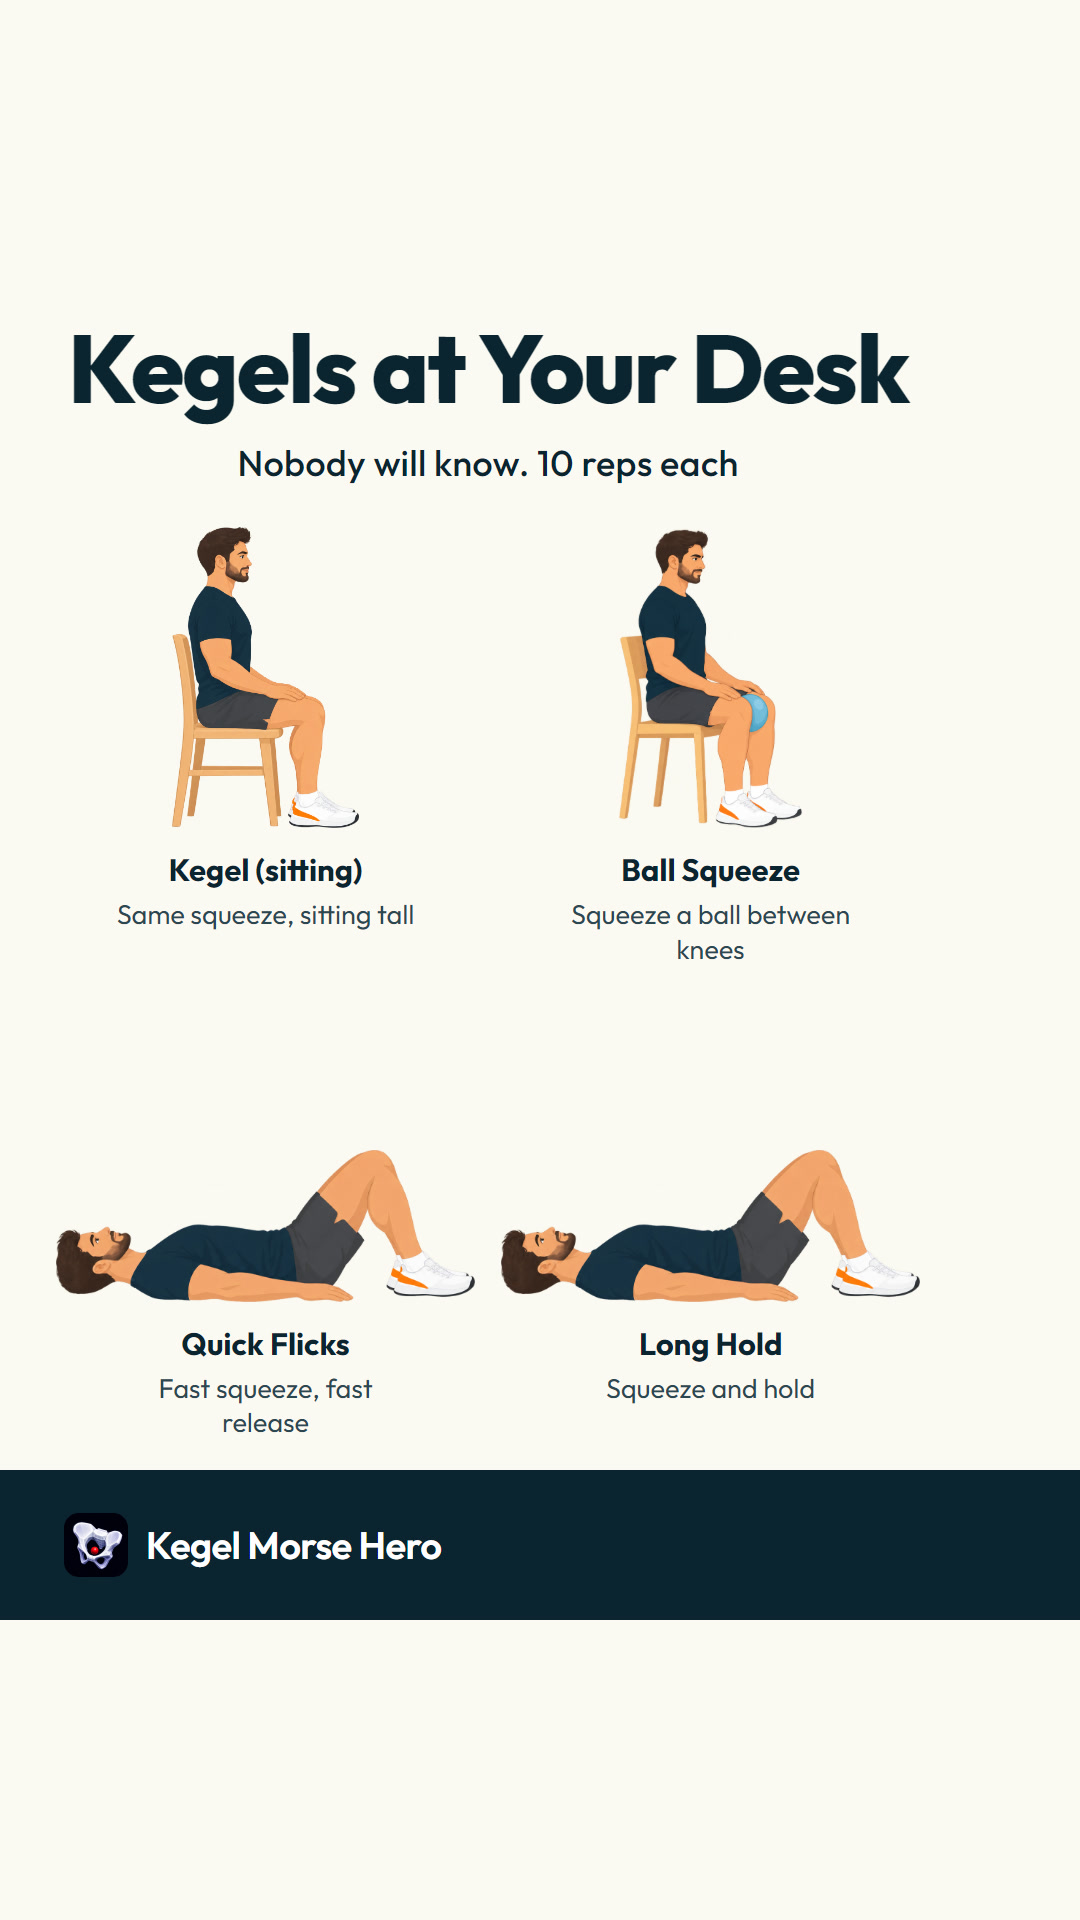 Kegels at Your Desk
Nobody will know. 10 reps each
Kegel (sitting)
Same squeeze, sitting tall
Ball Squeeze
Squeeze a ball between
knees
Quick Flicks
Fast squeeze, fast
release
Long Hold
Squeeze and hold
Kegel Morse Hero